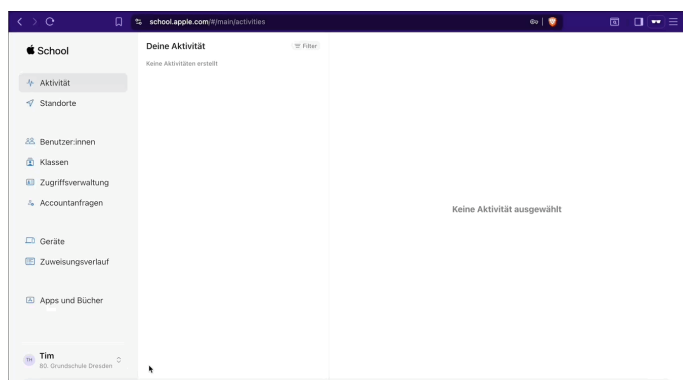 school.apple.com/#/main/activities
School
Aktivität
Standorte
Benutzer:innen
Klassen
Zugriffsverwaltung
Accountanfragen
Geräte
Zuweisungsverlauf
Apps und Bücher
TH
Tim
80. Grundschule Dresden
Deine Aktivität
Filter
Keine Aktivitäten erstellt
Keine Aktivität ausgewählt